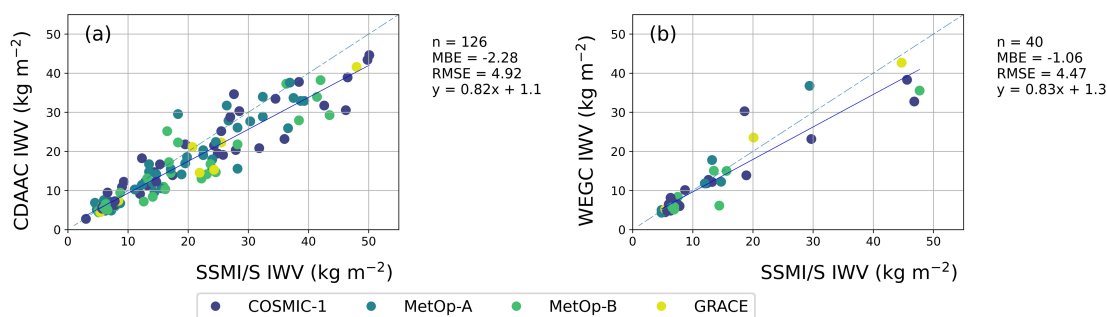 (a)
CDAAC IWV (kg m⁻²)
50
40
30
20
10
0
0 10 20 30 40 50
SSMI/S IWV (kg m⁻²)
n = 126
MBE = -2.28
RMSE = 4.92
y = 0.82x + 1.1
(b)
WEGC IWV (kg m⁻²)
50
40
30
20
10
0
0 10 20 30 40 50
SSMI/S IWV (kg m⁻²)
n = 40
MBE = -1.06
RMSE = 4.47
y = 0.83x + 1.3
COSMIC-1 MetOp-A MetOp-B GRACE